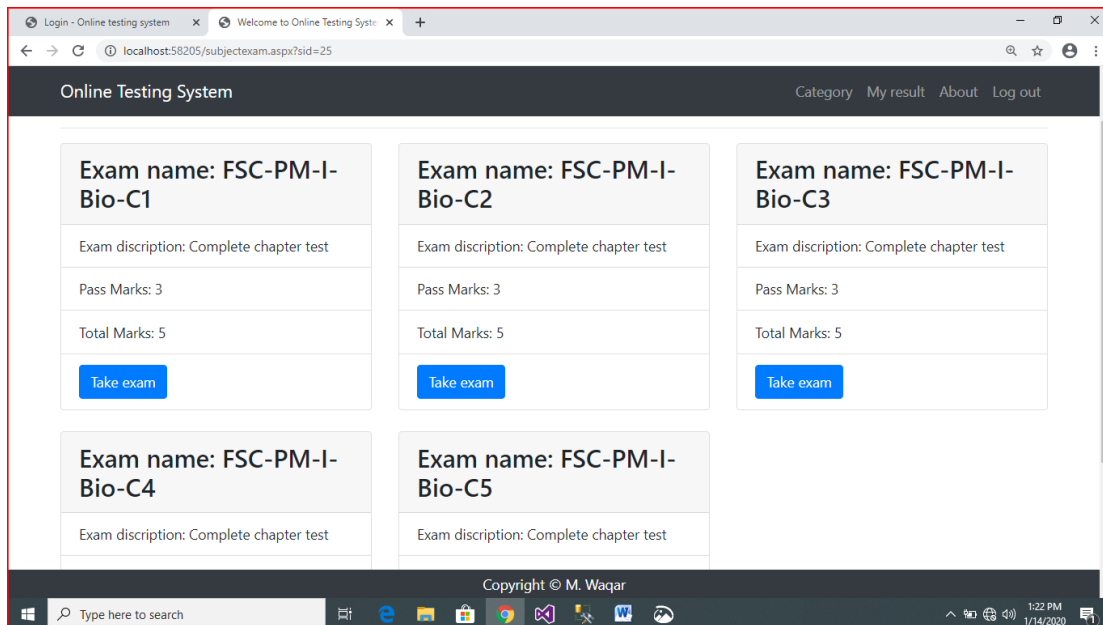 Login - Online testing system
Welcome to Online Testing Syste
localhost:58205/subjectexam.aspx?sid=25
Online Testing System
Category My result About Log out
Exam name: FSC-PM-I-
Bio-C1
Exam discription: Complete chapter test
Pass Marks: 3
Total Marks: 5
Take exam
Exam name: FSC-PM-I-
Bio-C2
Exam discription: Complete chapter test
Pass Marks: 3
Total Marks: 5
Take exam
Exam name: FSC-PM-I-
Bio-C3
Exam discription: Complete chapter test
Pass Marks: 3
Total Marks: 5
Take exam
Exam name: FSC-PM-I-
Bio-C4
Exam discription: Complete chapter test
Exam name: FSC-PM-I-
Bio-C5
Exam discription: Complete chapter test
Copyright © M. Waqar
Type here to search
1:22 PM
1/14/2020